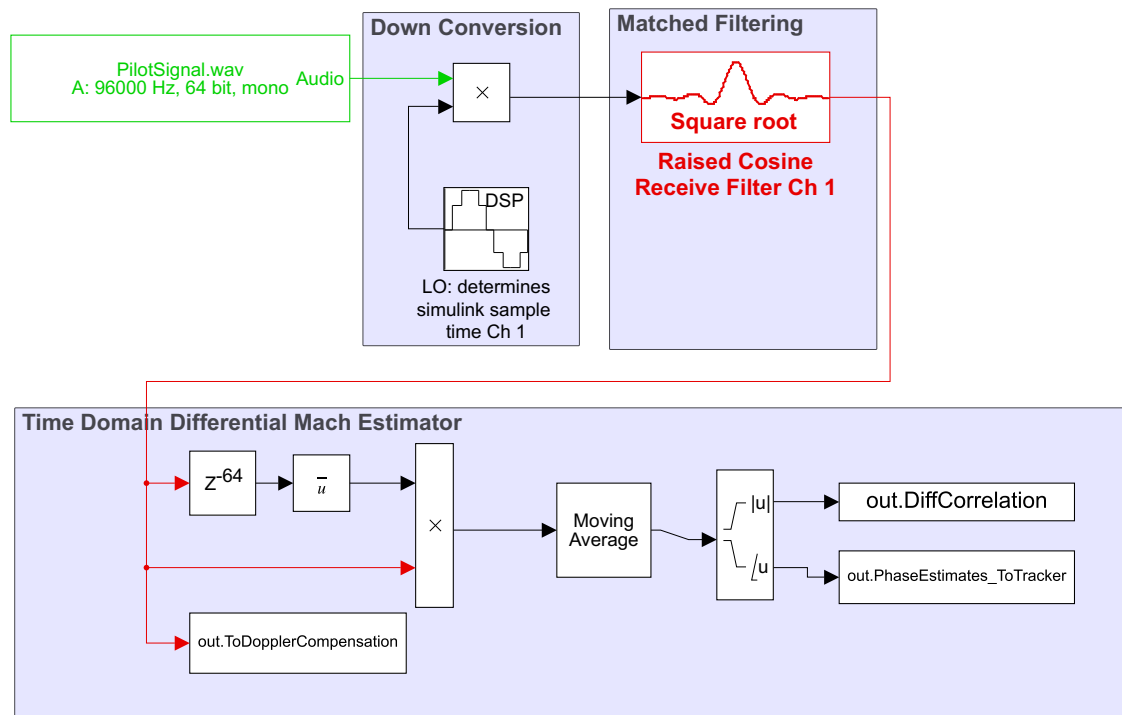 Down Conversion
Matched Filtering
PilotSignal.wav
A: 96000 Hz, 64 bit, mono
Audio
×
Square root
Raised Cosine
Receive Filter Ch 1
DSP
LO: determines
simulink sample
time Ch 1
Time Domain Differential Mach Estimator
Z-64
u
×
Moving
Average
|u|
∠u
out.DiffCorrelation
out.PhaseEstimates_ToTracker
out.ToDopplerCompensation